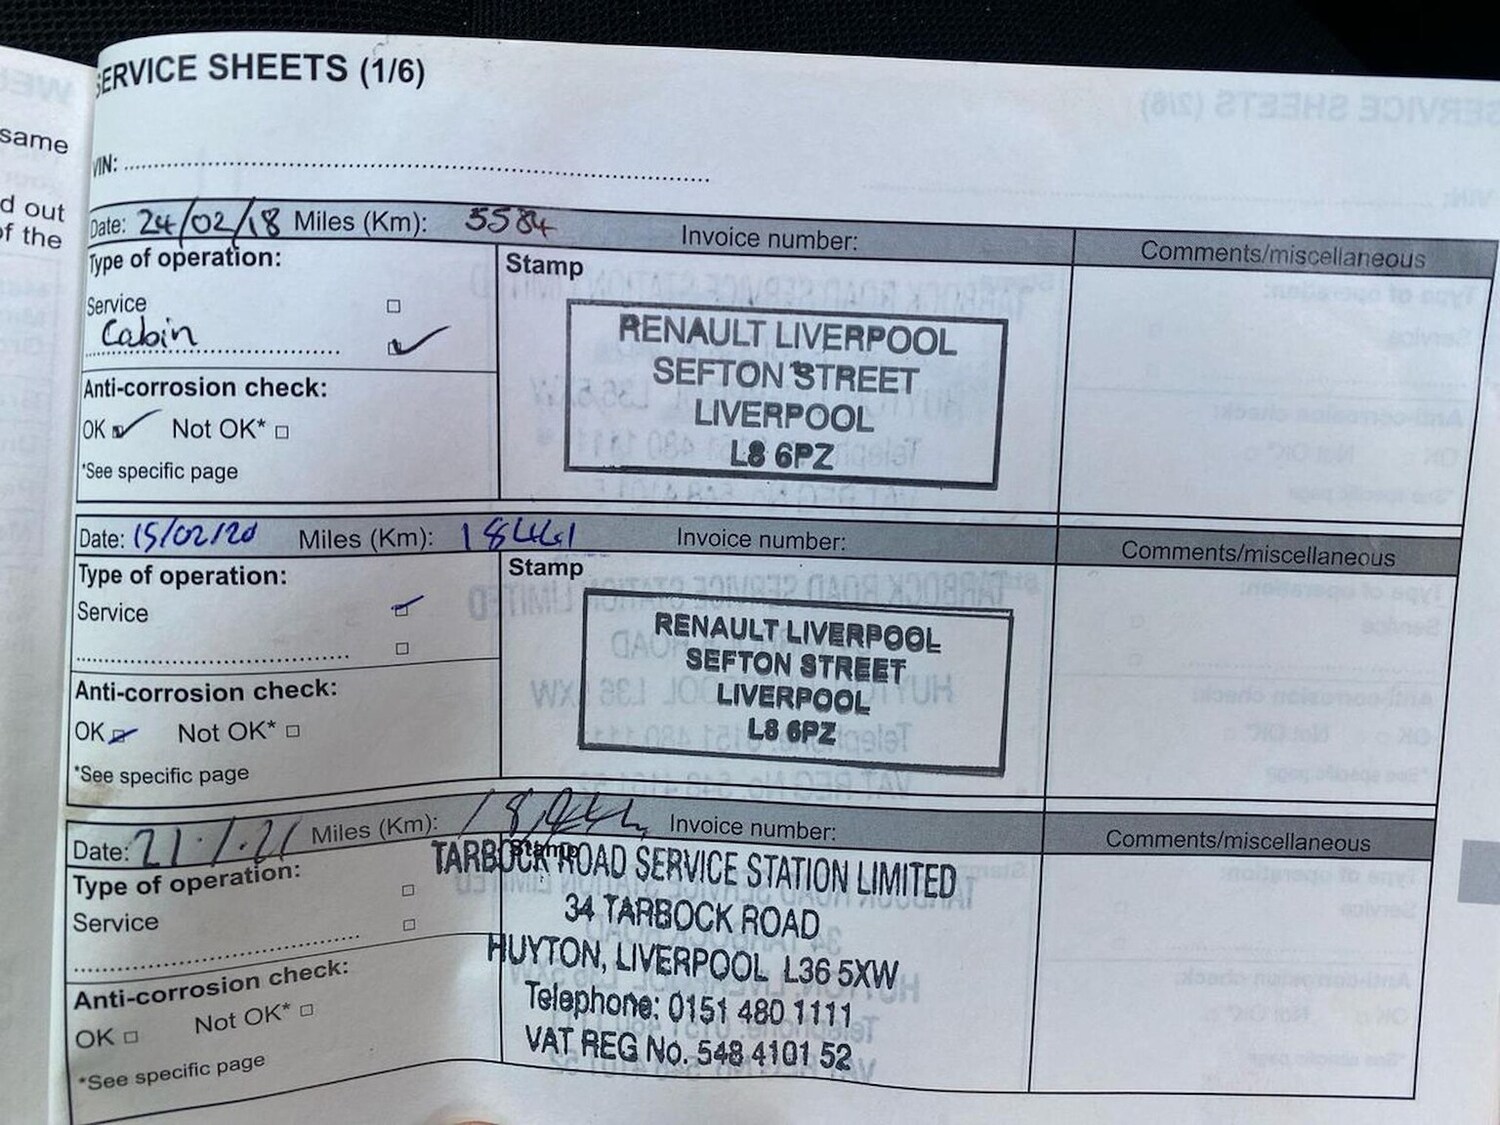 same
d out
of the
SERVICE SHEETS (1/6)
VIN:
Date: 24/02/18 Miles (Km): 5584 Invoice number: Comments/miscellaneous
Type of operation:
Stamp
Service
Cabin
RENAULT LIVERPOOL
SEFTON STREET
LIVERPOOL
L8 6PZ
Anti-corrosion check:
OK Not OK*
*See specific page
Date: 15/02/20 Miles (Km): Invoice number: Comments/miscellaneous
Type of operation:
Stamp
Service
RENAULT LIVERPOOL
SEFTON STREET
LIVERPOOL
L8 6PZ
Anti-corrosion check:
OK Not OK*
*See specific page
Date: 21.1.21 Miles (Km): Invoice number: Comments/miscellaneous
Type of operation:
Stamp
Service
TARBOCK ROAD SERVICE STATION LIMITED
34 TARBOCK ROAD
HUYTON, LIVERPOOL L36 5XW
Telephone: 0151 480 1111
VAT REG No. 548 4101 52
Anti-corrosion check:
OK Not OK*
*See specific page